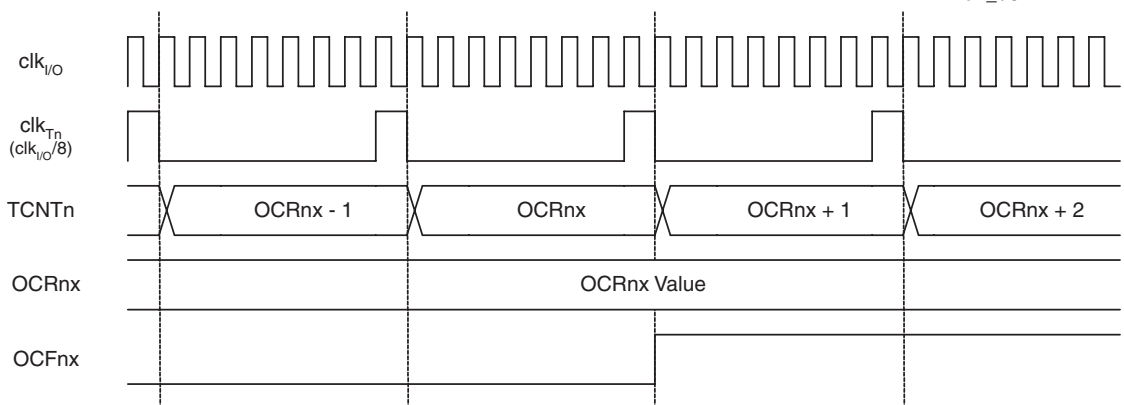 clkI/O
clkTn
(clkI/O/8)
TCNTn
OCRnx - 1
OCRnx
OCRnx + 1
OCRnx + 2
OCRnx
OCRnx Value
OCFnx